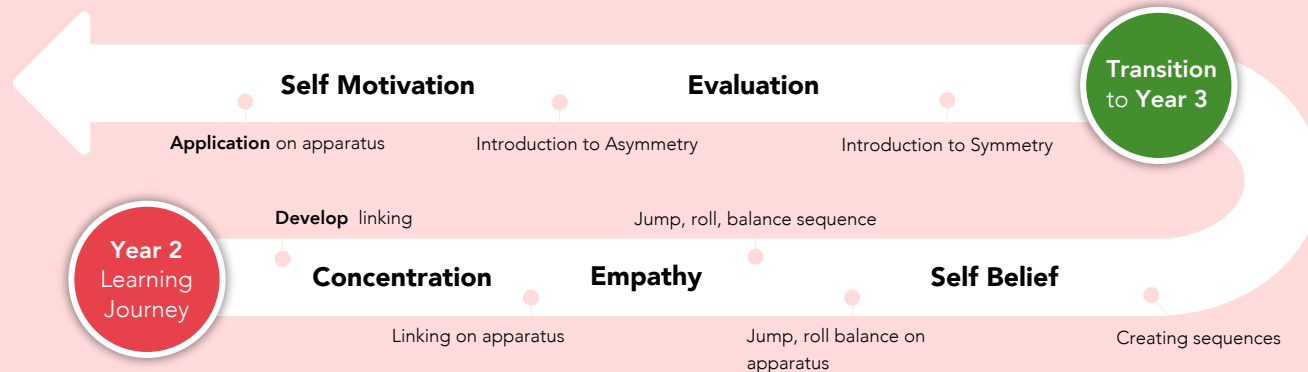 Self Motivation
Evaluation
Transition
to Year 3
Application on apparatus
Introduction to Asymmetry
Introduction to Symmetry
Year 2
Learning
Journey
Develop linking
Jump, roll, balance sequence
Concentration
Empathy
Self Belief
Linking on apparatus
Jump, roll balance on
apparatus
Creating sequences